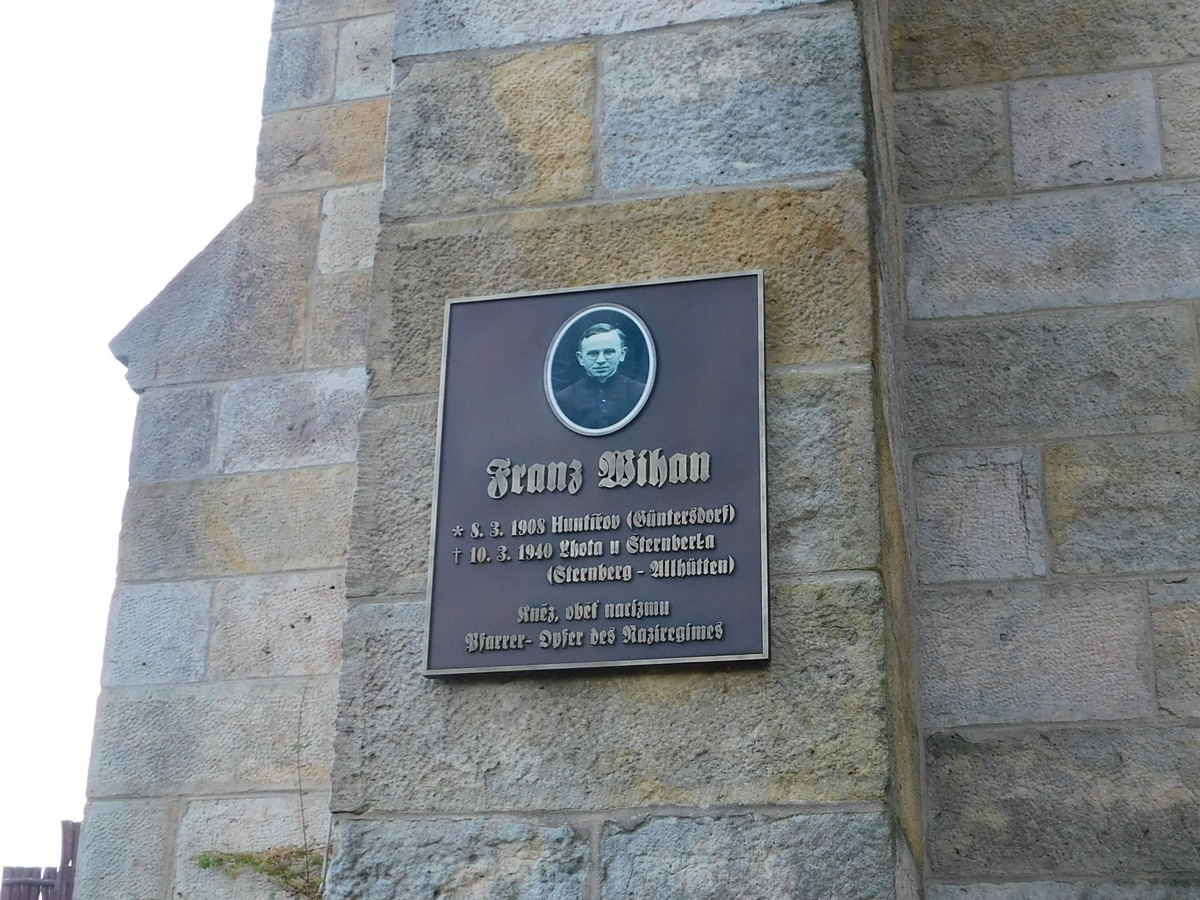 Franz Wihan
* 8. 3. 1908 Huntířov (Güntersdorf)
† 10. 3. 1940 Lhota u Šternberka
(Sternberg - Allhütten)
Kněz, oběť nacizmu
Pfarrer- Opfer des Naziregimes